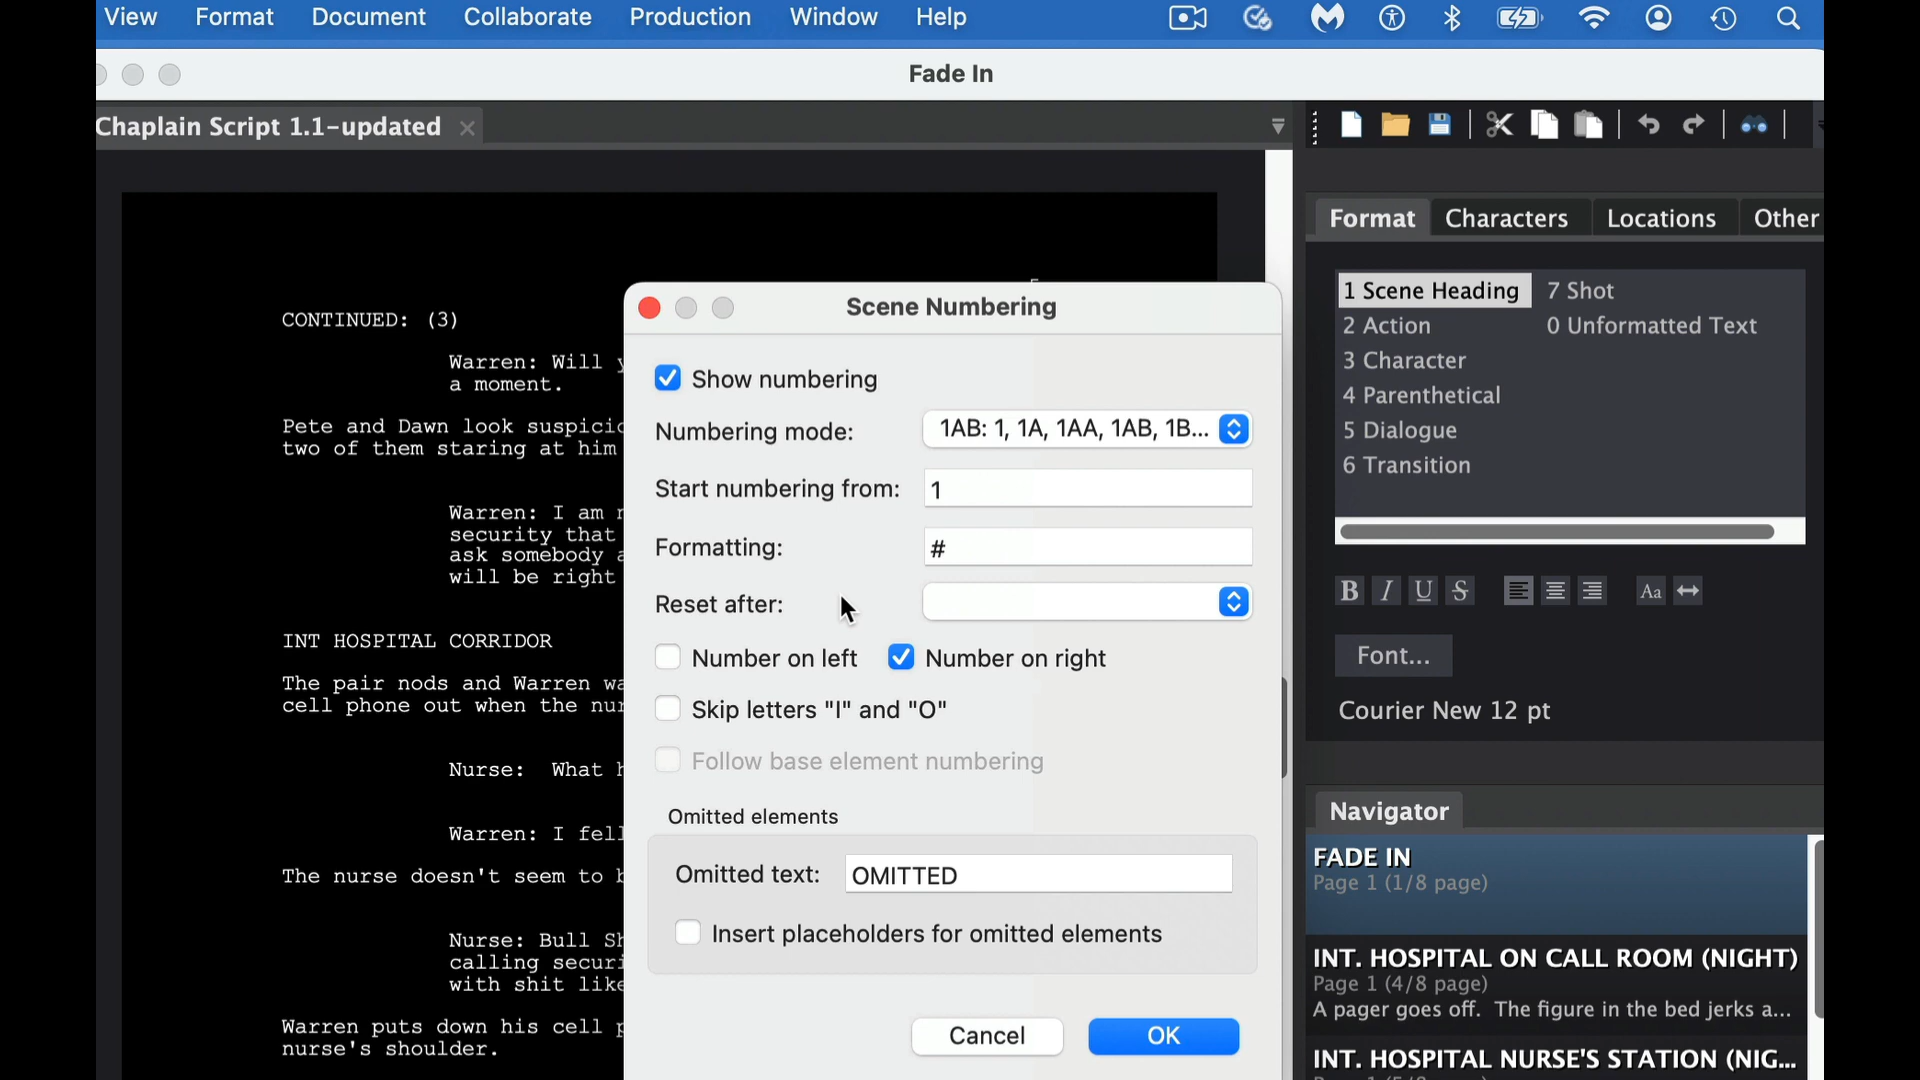 View Format Document Collaborate Production Window Help
Fade In
Chaplain Script 1.1-updated
Format Characters Locations Other
1 Scene Heading 7 Shot
2 Action 0 Unformatted Text
3 Character
4 Parenthetical
5 Dialogue
6 Transition
B I U S Aa
Font...
Courier New 12 pt
Navigator
FADE IN
Page 1 (1/8 page)
INT. HOSPITAL ON CALL ROOM (NIGHT)
Page 1 (4/8 page)
A pager goes off. The figure in the bed jerks a...
INT. HOSPITAL NURSE'S STATION (NIG...
CONTINUED: (3)
Warren: Will
a moment.
Pete and Dawn look
two of them staring at him
Warren: I am
security that
ask somebody
will be right
INT HOSPITAL CORRIDOR
The pair nods and Warren
cell phone out when the
Nurse: What
Warren: I
The nurse doesn't seem to
Nurse: Bull
calling
with shit
Warren puts down his cell
nurse's shoulder.
Scene Numbering
Show numbering
Numbering mode: 1AB: 1, 1A, 1AA, 1AB, 1B...
Start numbering from: 1
Formatting: #
Reset after:
Number on left Number on right
Skip letters "I" and "O"
Follow base element numbering
Omitted elements
Omitted text: OMITTED
Insert placeholders for omitted elements
Cancel OK